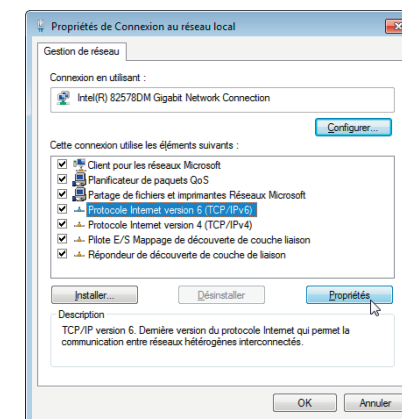 Propriétés de Connexion au réseau local
Gestion de réseau
Connexion en utilisant :
Intel(R) 82578DM Gigabit Network Connection
Configurer...
Cette connexion utilise les éléments suivants :
Client pour les réseaux Microsoft
Planificateur de paquets QoS
Partage de fichiers et imprimantes Réseaux Microsoft
Protocole Internet version 6 (TCP/IPv6)
Protocole Internet version 4 (TCP/IPv4)
Pilote E/S Mappage de découverte de couche liaison
Répondeur de découverte de couche de liaison
Installer...
Désinstaller
Propriétés
Description
TCP/IP version 6. Dernière version du protocole Internet qui permet la
communication entre réseaux hétérogènes interconnectés.
OK
Annuler